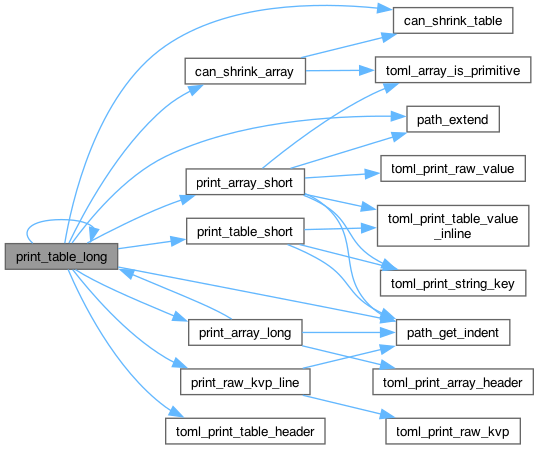 can_shrink_table
can_shrink_array
toml_array_is_primitive
path_extend
print_array_short
toml_print_raw_value
toml_print_table_value
_inline
print_table_short
print_table_long
toml_print_string_key
print_array_long
path_get_indent
print_raw_kvp_line
toml_print_array_header
toml_print_table_header
toml_print_raw_kvp